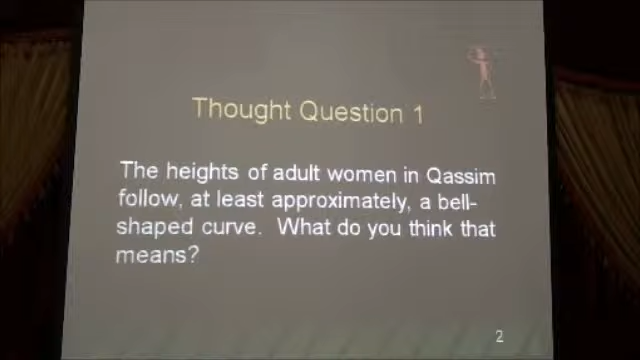 Thought Question 1
The heights of adult women in Qassim
follow, at least approximately, a bell-
shaped curve. What do you think that
means?
2